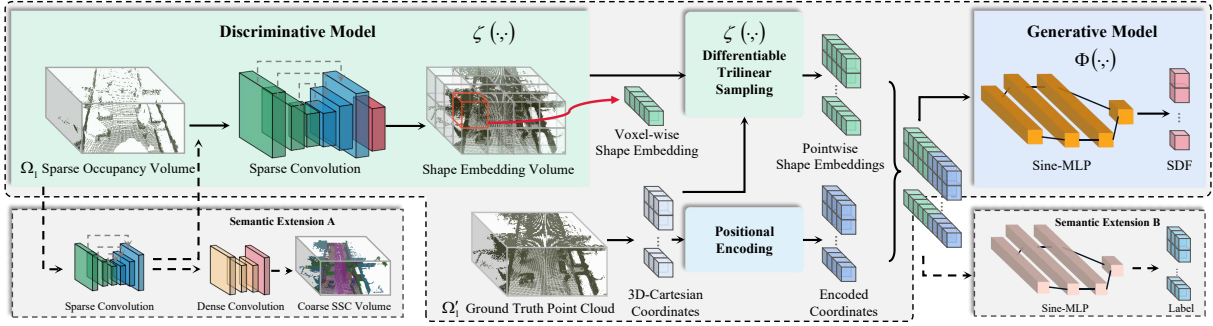 Discriminative Model
ζ (·,·)
Ω₁ Sparse Occupancy Volume
Sparse Convolution
Shape Embedding Volume
Voxel-wise
Shape Embedding
ζ (·,·)
Differentiable
Trilinear
Sampling
Pointwise
Shape Embeddings
Generative Model
Φ(·,·)
Sine-MLP
SDF
Semantic Extension A
Sparse Convolution
Dense Convolution
Coarse SSC Volume
Ω₁′ Ground Truth Point Cloud
3D-Cartesian
Coordinates
Positional
Encoding
Encoded
Coordinates
Semantic Extension B
Sine-MLP
Label